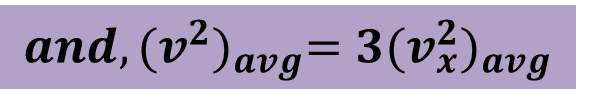 and, (v²)avg= 3(vₓ²)avg